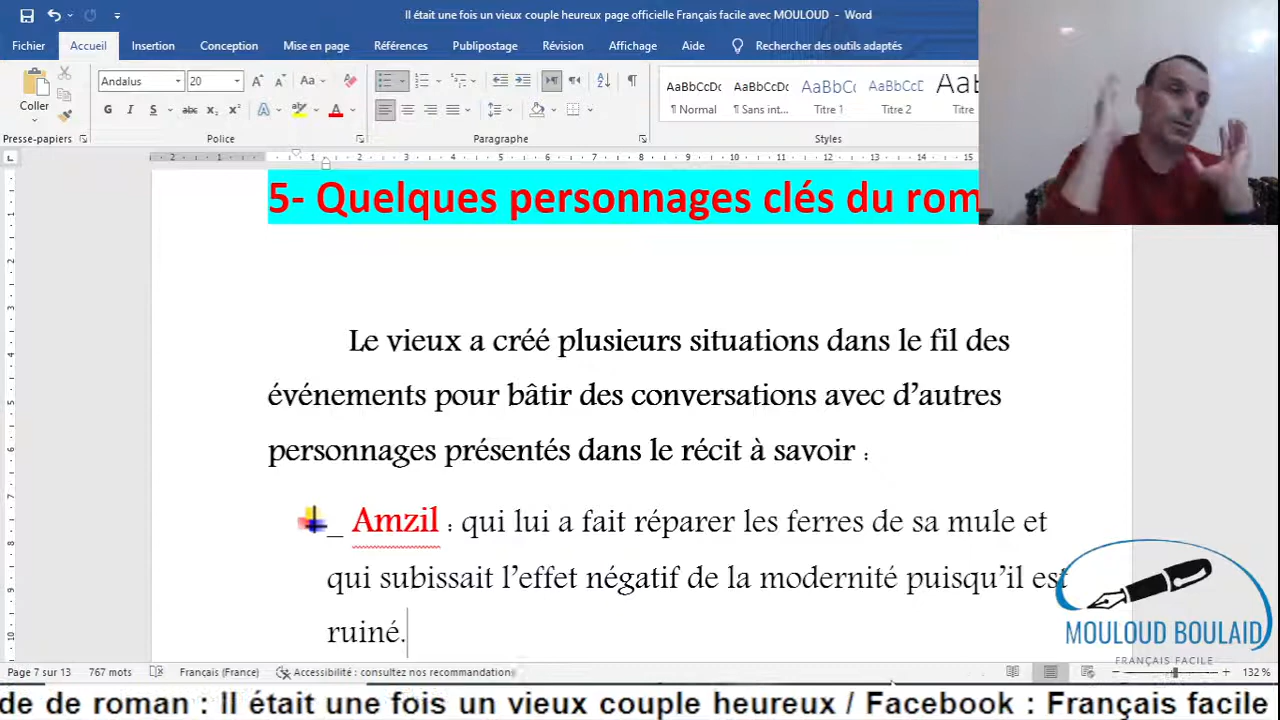 Il était une fois un vieux couple heureux page officielle Français facile avec MOULOUD - Word
Fichier Accueil Insertion Conception Mise en page Références Publipostage Révision Affichage Aide Rechercher des outils adaptés
Coller
Andalus 20
G I S abc x₂ x²
AaBbCcDc AaBbCcDc AaBbC AaBbCcD Aab
¶ Normal ¶ Sans int... Titre 1 Titre 2 Titre
Presse-papiers Police Paragraphe Styles
5- Quelques personnages clés du rom
Le vieux a créé plusieurs situations dans le fil des
événements pour bâtir des conversations avec d'autres
personnages présentés dans le récit à savoir :
_ Amzil : qui lui a fait réparer les ferres de sa mule et
qui subissait l'effet négatif de la modernité puisqu'il est
ruiné.
MOULOUD BOULAID
FRANÇAIS FACILE
Page 7 sur 13 767 mots Français (France) Accessibilité : consultez nos recommandations 132 %
de de roman : Il était une fois un vieux couple heureux / Facebook : Français facile